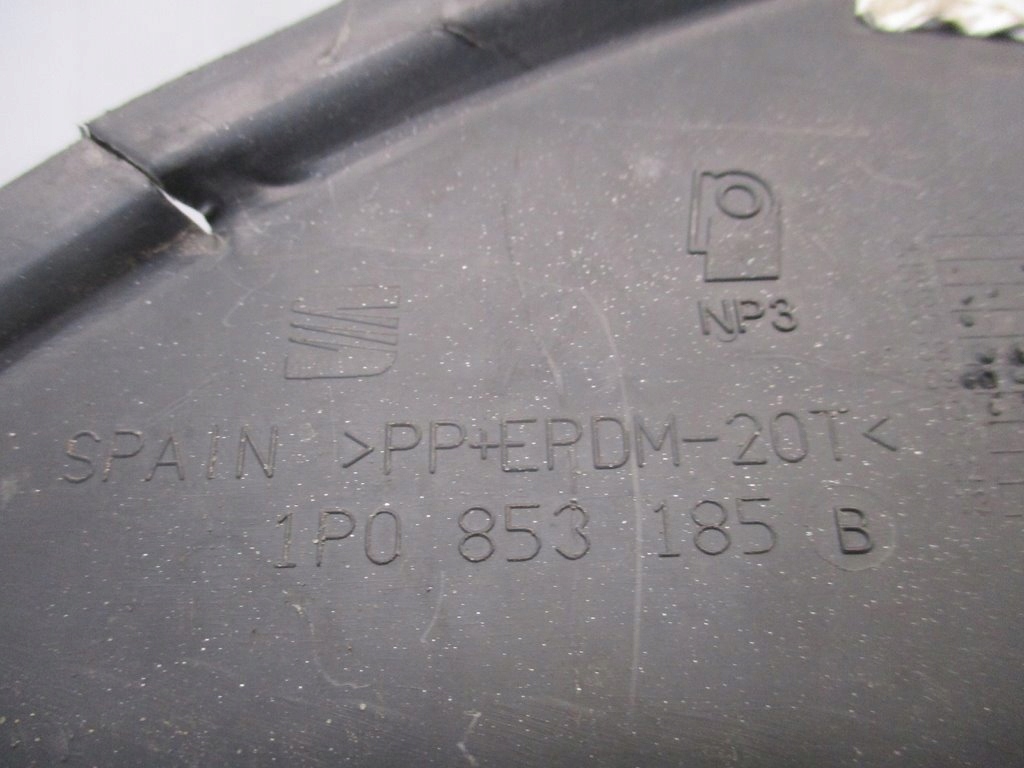 NP3
SPAIN >PP+EPDM-20T<
1P0 853 185 B